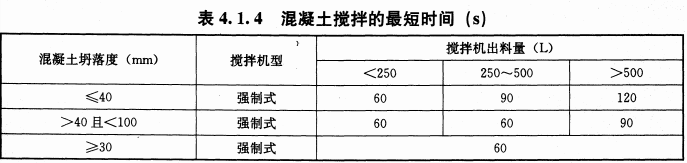 表 4.1.4 混凝土搅拌的最短时间（s）
混凝土坍落度（mm） 搅拌机型 搅拌机出料量（L）
<250 250～500 >500
≤40 强制式 60 90 120
>40 且<100 强制式 60 60 90
≥30 强制式 60